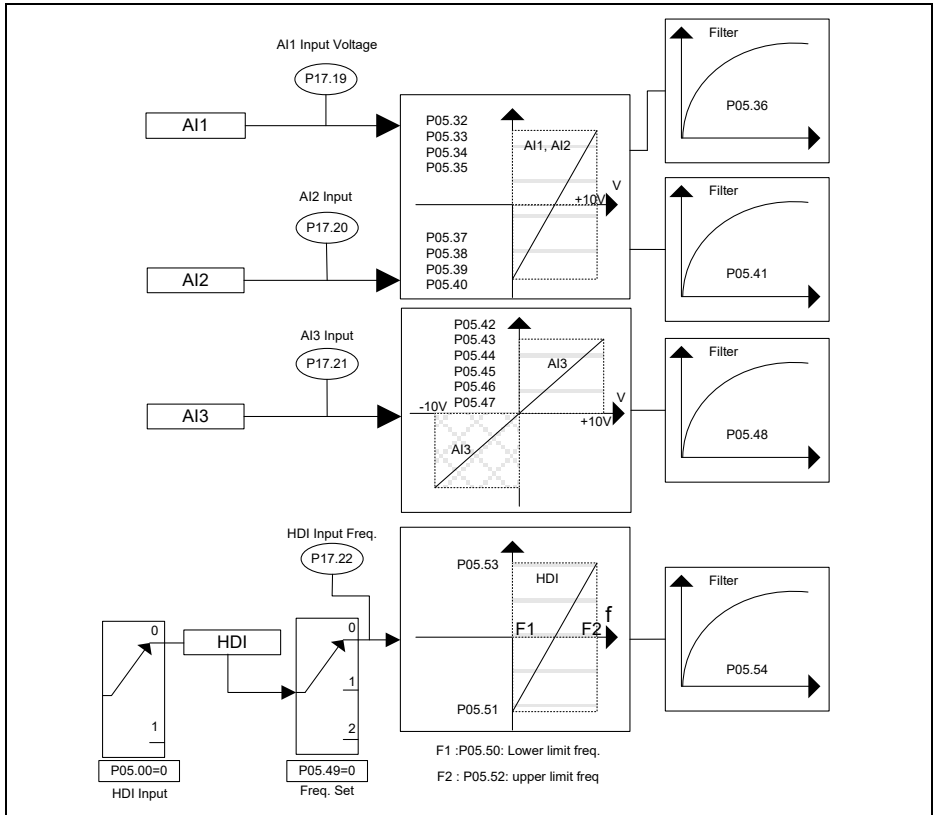 AI1 Input Voltage
P17.19
AI1
P05.32
P05.33
P05.34
P05.35
AI1, AI2
V
+10V
Filter
P05.36
AI2 Input
P17.20
AI2
P05.37
P05.38
P05.39
P05.40
Filter
P05.41
AI3 Input
P17.21
AI3
P05.42
P05.43
P05.44
P05.45
P05.46
P05.47
AI3
V
-10V
+10V
AI3
Filter
P05.48
HDI Input Freq.
P17.22
0
HDI
1
0
1
2
P05.53
HDI
f
F1
F2
P05.51
Filter
P05.54
P05.00=0
HDI Input
P05.49=0
Freq. Set
F1 :P05.50: Lower limit freq.
F2 : P05.52: upper limit freq